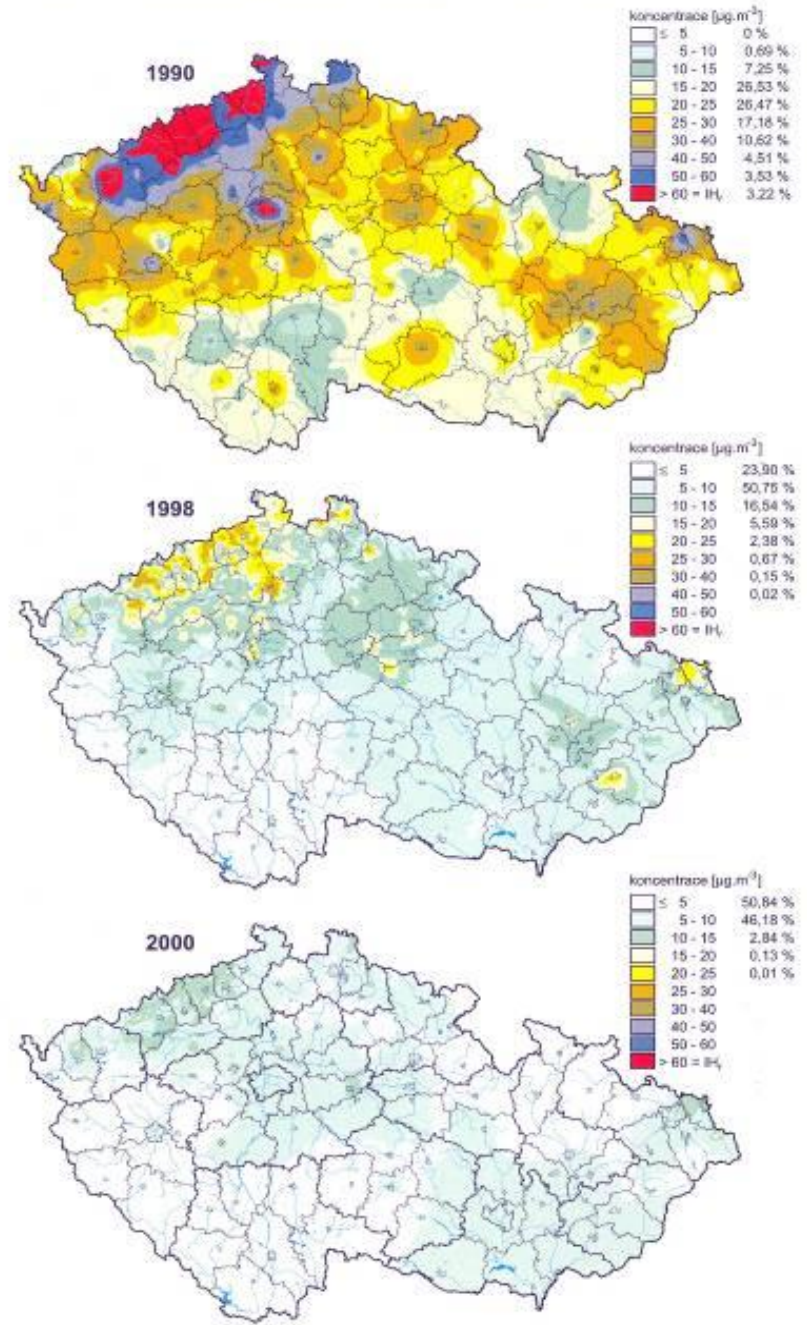 koncentrace [µg.m⁻³]
≤ 5 0 %
5 - 10 0,69 %
10 - 15 7,25 %
15 - 20 26,53 %
20 - 25 26,47 %
25 - 30 17,18 %
30 - 40 10,62 %
40 - 50 4,51 %
50 - 60 3,53 %
> 60 = IHᵣ 3,22 %
1990
koncentrace [µg.m⁻³]
≤ 5 23,90 %
5 - 10 50,75 %
10 - 15 16,54 %
15 - 20 5,59 %
20 - 25 2,38 %
25 - 30 0,67 %
30 - 40 0,15 %
40 - 50 0,02 %
50 - 60
> 60 = IHᵣ
1998
koncentrace [µg.m⁻³]
≤ 5 50,84 %
5 - 10 46,18 %
10 - 15 2,84 %
15 - 20 0,13 %
20 - 25 0,01 %
25 - 30
30 - 40
40 - 50
50 - 60
> 60 = IHᵣ
2000